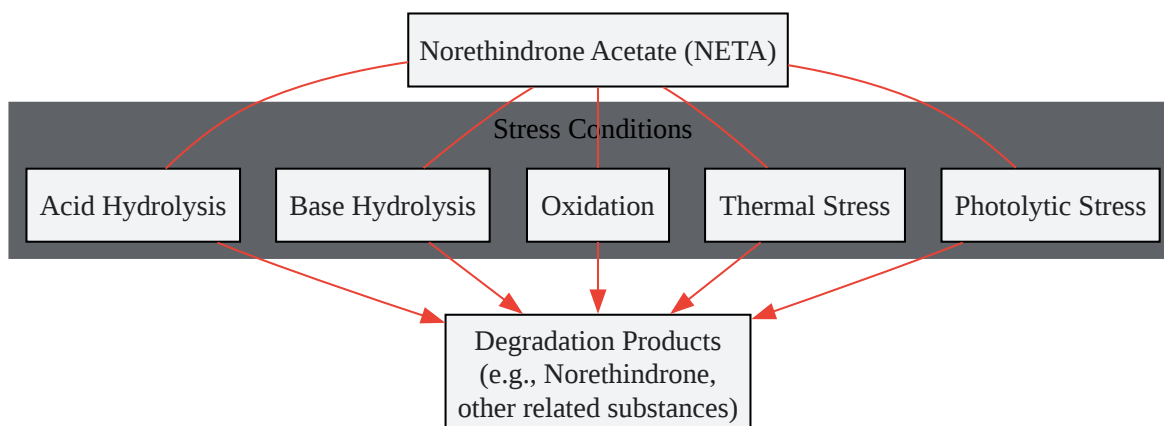 Norethindrone Acetate (NETA)
Stress Conditions
Acid Hydrolysis
Base Hydrolysis
Oxidation
Thermal Stress
Photolytic Stress
Degradation Products
(e.g., Norethindrone,
other related substances)